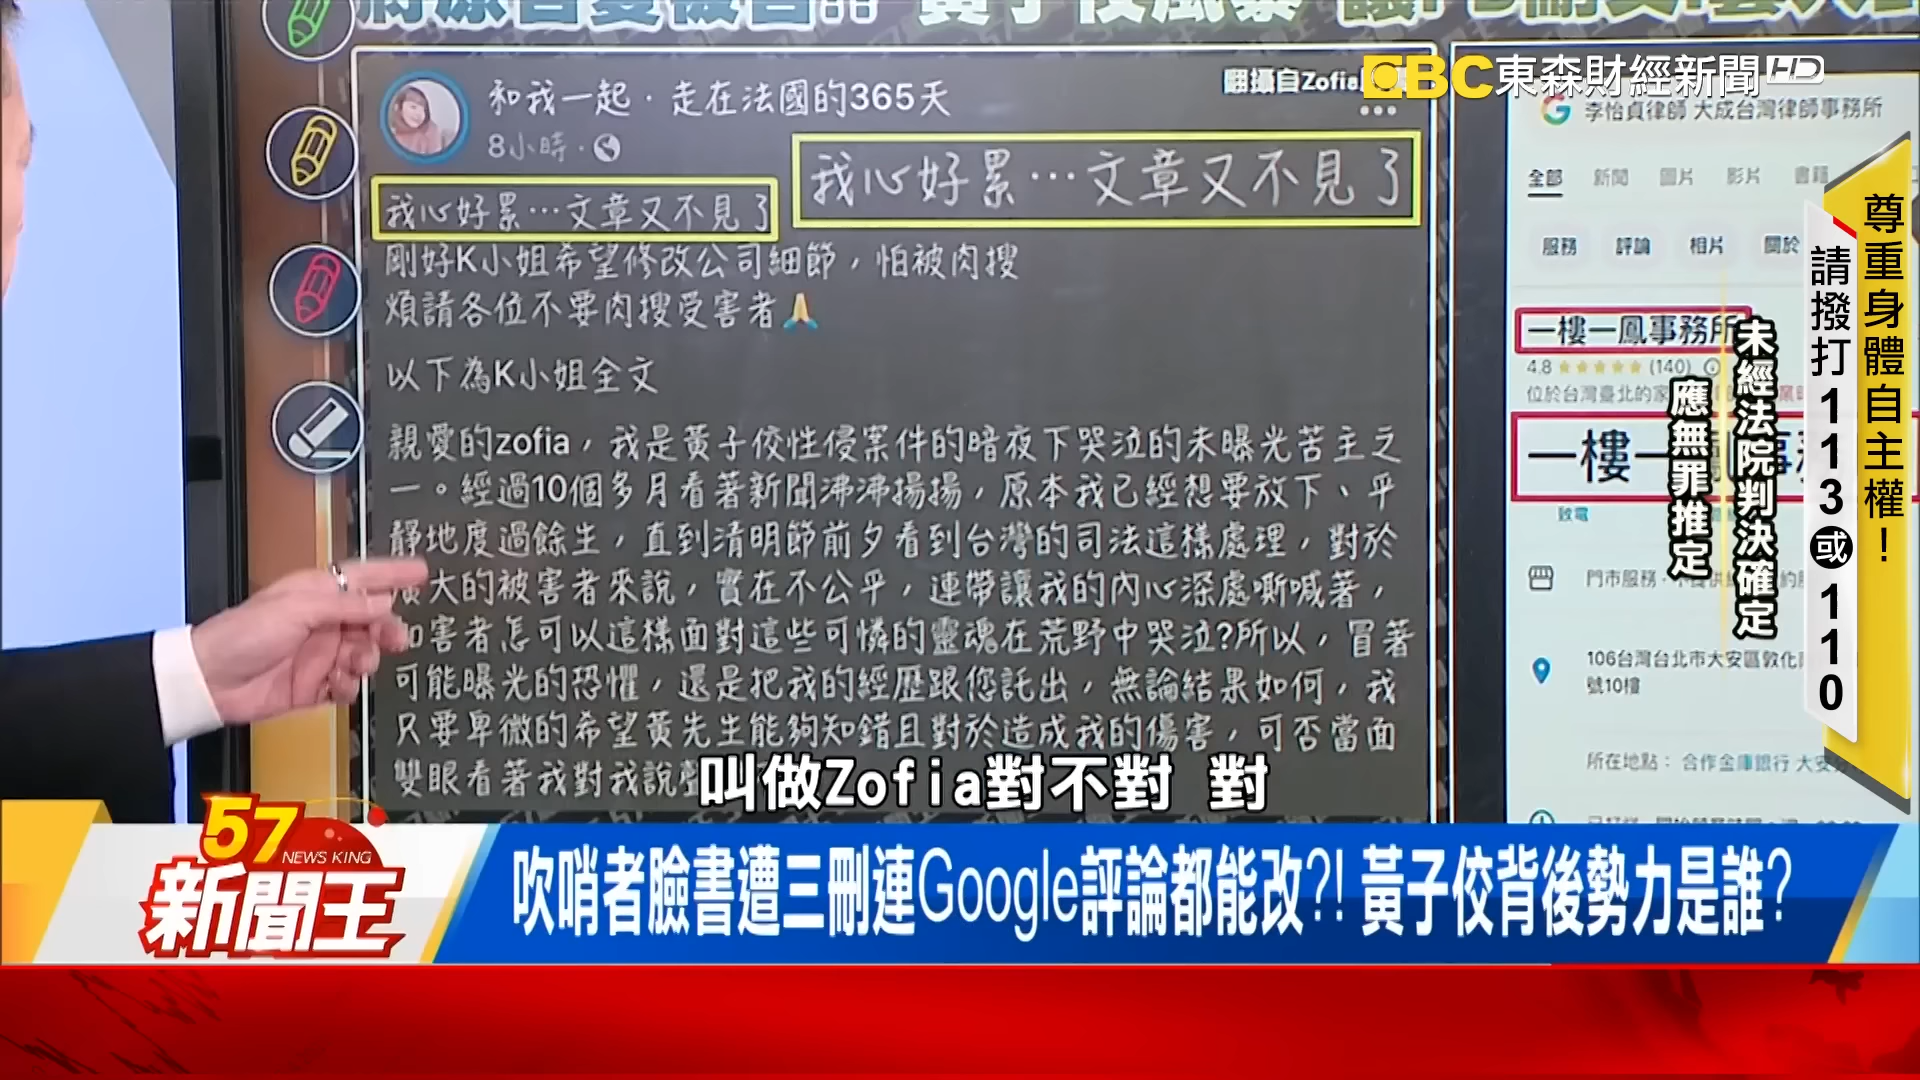 EBC東森財經新聞HD
翻攝自Zofia
和我一起·走在法國的365天
8小時·
我心好累…文章又不見了
我心好累…文章又不見了
剛好K小姐希望修改公司細節，怕被肉搜
煩請各位不要肉搜受害者🙏
以下為K小姐全文
親愛的zofia，我是黃子佼性侵案件的暗夜下哭泣的未曝光苦主之
一。經過10個多月看著新聞沸沸揚揚，原本我已經想要放下、平
靜地度過餘生，直到清明節前夕看到台灣的司法這樣處理，對於
廣大的被害者來說，實在不公平，連帶讓我的內心深處嘶喊著，
加害者怎可以這樣面對這些可憐的靈魂在荒野中哭泣?所以，冒著
可能曝光的恐懼，還是把我的經歷跟您託出，無論結果如何，我
只要卑微的希望黃先生能夠知錯且對於造成我的傷害，可否當面
雙眼看著我對我說
李怡貞律師 大成台灣律師事務所
全部 新聞 圖片 影片 書籍
服務 評論 相片 關於
一樓一鳳事務所
4.8 ★★★★★ (140)
位於台灣臺北的
一樓一
致電
門市服務
106台灣台北市大安區敦化
號10樓
所在地點： 合作金庫銀行 大安
尊重身體自主權！
請撥打113或110
未經法院判決確定
應無罪推定
叫做Zofia對不對 對
57
NEWS KING
新聞王
吹哨者臉書遭三刪連Google評論都能改?! 黃子佼背後勢力是誰?